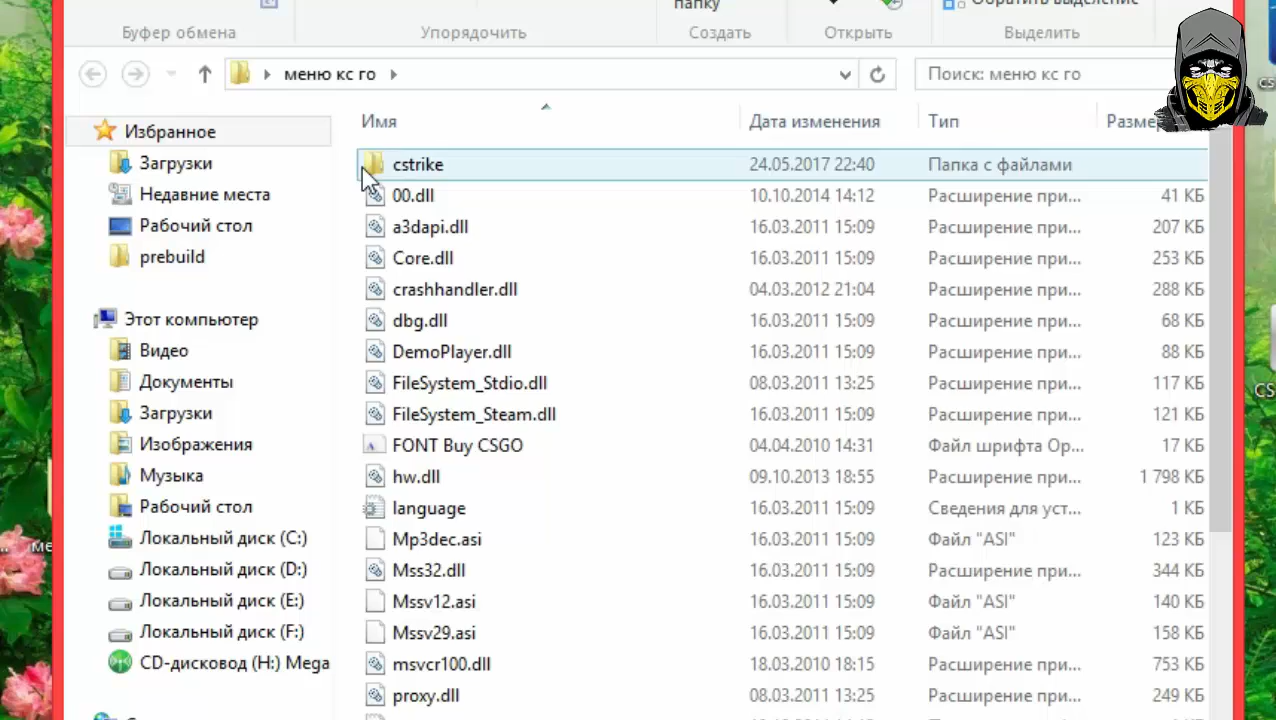 папку
Обратить выделение
Буфер обмена
Упорядочить
Создать
Открыть
Выделить
меню кс го
Поиск: меню кс го
Имя
Дата изменения
Тип
Размер
Избранное
Загрузки
Недавние места
Рабочий стол
prebuild
Этот компьютер
Видео
Документы
Загрузки
Изображения
Музыка
Рабочий стол
Локальный диск (C:)
Локальный диск (D:)
Локальный диск (E:)
Локальный диск (F:)
CD-дисковод (H:) Mega
cstrike 24.05.2017 22:40 Папка с файлами
00.dll 10.10.2014 14:12 Расширение при... 41 КБ
a3dapi.dll 16.03.2011 15:09 Расширение при... 207 КБ
Core.dll 16.03.2011 15:09 Расширение при... 253 КБ
crashhandler.dll 04.03.2012 21:04 Расширение при... 288 КБ
dbg.dll 16.03.2011 15:09 Расширение при... 68 КБ
DemoPlayer.dll 16.03.2011 15:09 Расширение при... 88 КБ
FileSystem_Stdio.dll 08.03.2011 13:25 Расширение при... 117 КБ
FileSystem_Steam.dll 16.03.2011 15:09 Расширение при... 121 КБ
FONT Buy CSGO 04.04.2010 14:31 Файл шрифта Op... 17 КБ
hw.dll 09.10.2013 18:55 Расширение при... 1 798 КБ
language 16.03.2011 15:09 Сведения для уст... 1 КБ
Mp3dec.asi 16.03.2011 15:09 Файл "ASI" 123 КБ
Mss32.dll 16.03.2011 15:09 Расширение при... 344 КБ
Mssv12.asi 16.03.2011 15:09 Файл "ASI" 140 КБ
Mssv29.asi 16.03.2011 15:09 Файл "ASI" 158 КБ
msvcr100.dll 18.03.2010 18:15 Расширение при... 753 КБ
proxy.dll 08.03.2011 13:25 Расширение при... 249 КБ
CS